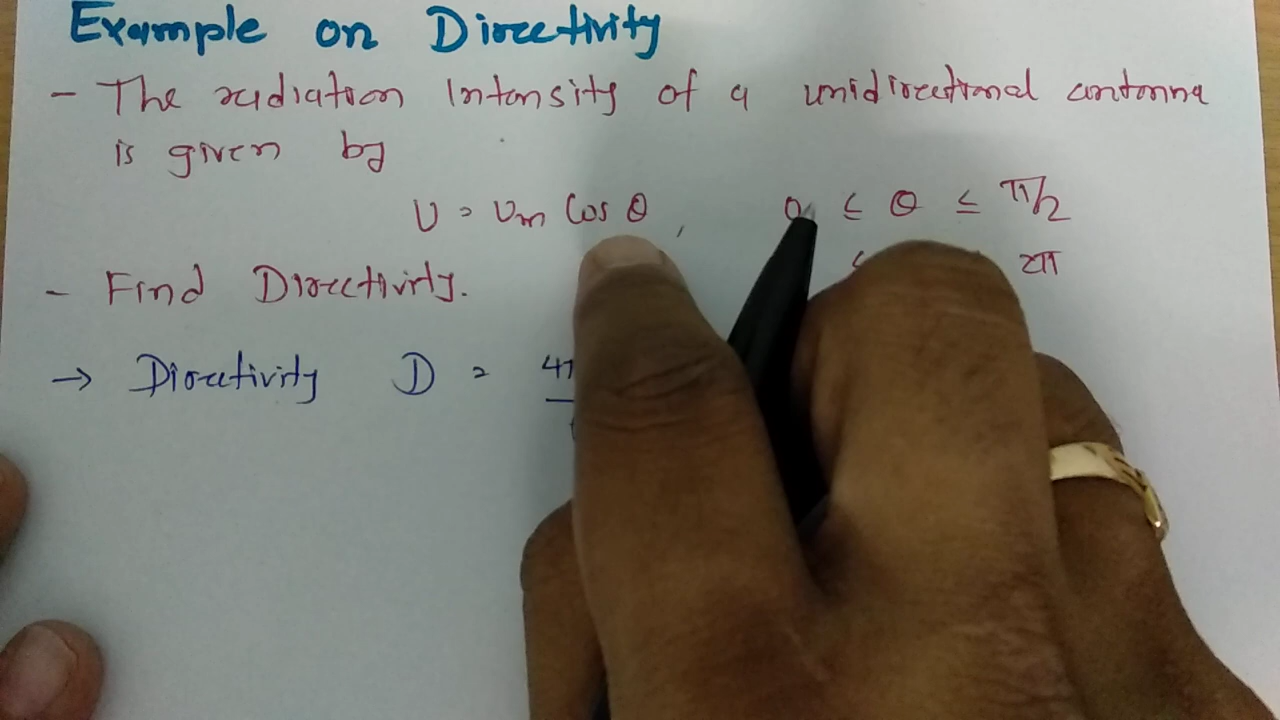 Example on Directivity
- The radiation Intensity of a unidirectional antenna
is given by
U = Um Cos θ, 0 ≤ θ ≤ π/2
≤ 2π
- Find Directivity.
→ Directivity D = 4π